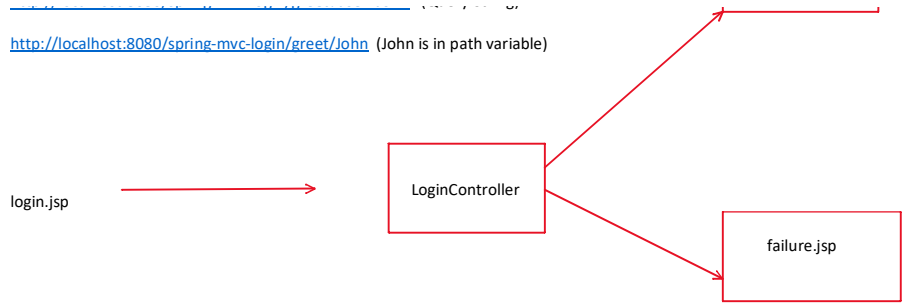 http://localhost:8080/spring-mvc-login/greet/John (John is in path variable)
LoginController
login.jsp
failure.jsp